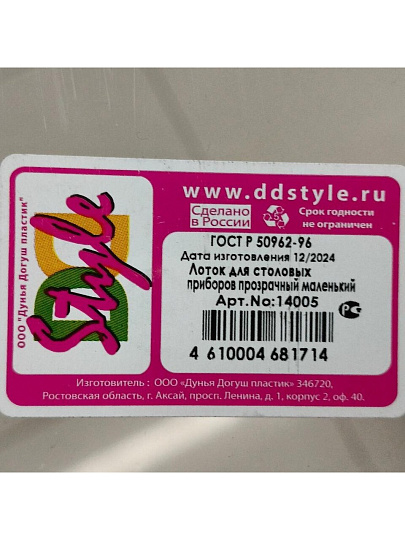 ООО "Дунья Догуш пластик"
Style
www.ddstyle.ru
Сделано
в России
5
Срок годности
не ограничен
ГОСТ Р 50962-96
Дата изготовления 12/2024
Лоток для столовых
приборов прозрачный маленький
Арт.No:14005
4 610004 681714
Изготовитель : ООО «Дунья Догуш пластик» 346720,
Ростовская область, г. Аксай, просп. Ленина, д. 1, корпус 2, оф. 40.